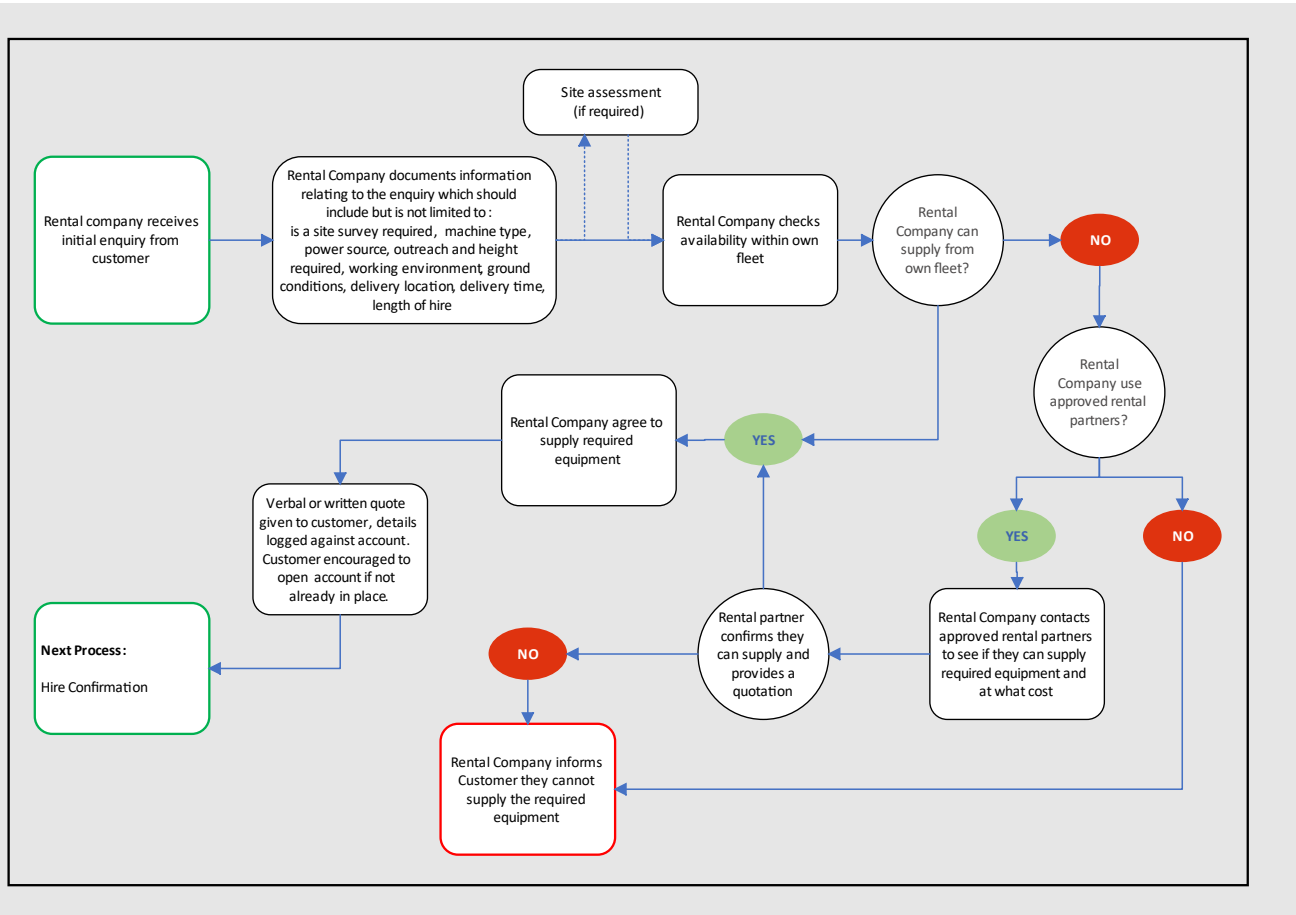 Site assessment
(if required)
Rental company receives
initial enquiry from
customer
Rental Company documents information
relating to the enquiry which should
include but is not limited to :
is a site survey required, machine type,
power source, outreach and height
required, working environment, ground
conditions, delivery location, delivery time,
length of hire
Rental Company checks
availability within own
fleet
Rental
Company can
supply from
own fleet?
NO
Rental
Company use
approved rental
partners?
Rental Company agree to
supply required
equipment
YES
Verbal or written quote
given to customer, details
logged against account.
Customer encouraged to
open account if not
already in place.
YES
NO
Next Process:
Hire Confirmation
NO
Rental partner
confirms they
can supply and
provides a
quotation
Rental Company contacts
approved rental partners
to see if they can supply
required equipment and
at what cost
Rental Company informs
Customer they cannot
supply the required
equipment